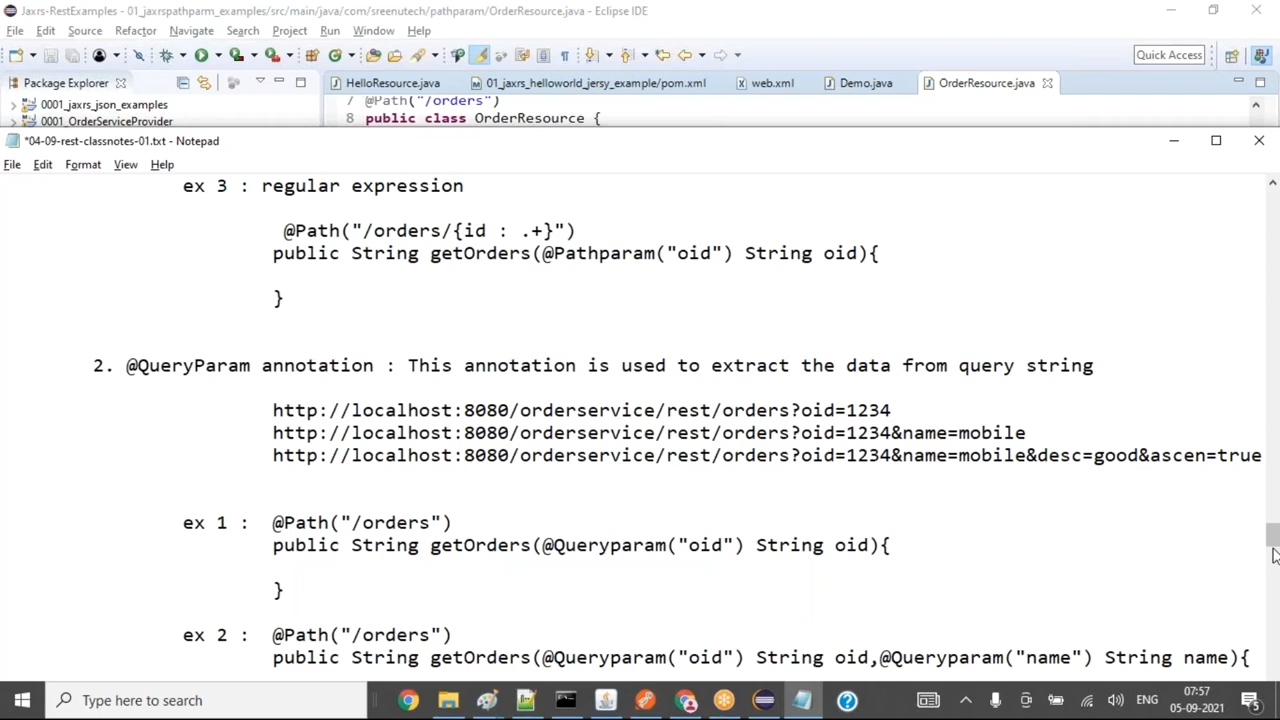 Jaxrs-RestExamples - 01_jaxrspathparm_examples/src/main/java/com/sreenutech/pathparam/OrderResource.java - Eclipse IDE
File Edit Source Refactor Navigate Search Project Run Window Help
Quick Access
Package Explorer
HelloResource.java 01_jaxrs_helloworld_jersy_example/pom.xml web.xml Demo.java OrderResource.java
0001_jaxrs_json_examples
0001_OrderServiceProvider
7 @Path("/orders")
8 public class OrderResource {
*04-09-rest-classnotes-01.txt - Notepad
File Edit Format View Help
ex 3 : regular expression
@Path("/orders/{id : .+}")
public String getOrders(@Pathparam("oid") String oid){
}
2. @QueryParam annotation : This annotation is used to extract the data from query string
http://localhost:8080/orderservice/rest/orders?oid=1234
http://localhost:8080/orderservice/rest/orders?oid=1234&name=mobile
http://localhost:8080/orderservice/rest/orders?oid=1234&name=mobile&desc=good&ascen=true
ex 1 : @Path("/orders")
public String getOrders(@Queryparam("oid") String oid){
}
ex 2 : @Path("/orders")
public String getOrders(@Queryparam("oid") String oid,@Queryparam("name") String name){
Type here to search
ENG
07:57
05-09-2021
5